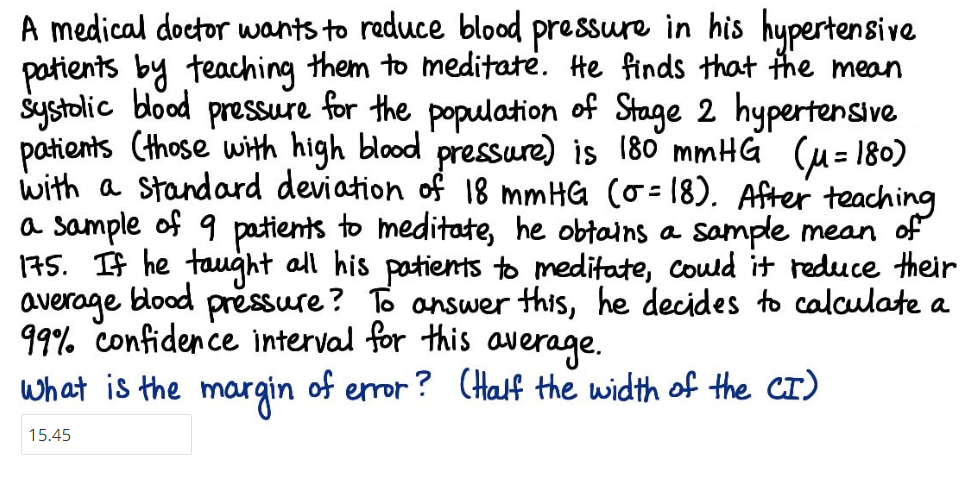 A medical doctor wants to reduce blood pressure in his hypertensive
patients by teaching them to meditate. He finds that the mean
systolic blood pressure for the population of Stage 2 hypertensive
patients (those with high blood pressure) is 180 mmHG (μ=180)
with a standard deviation of 18 mmHG (σ=18). After teaching
a sample of 9 patients to meditate, he obtains a sample mean of
175. If he taught all his patients to meditate, could it reduce their
average blood pressure? To answer this, he decides to calculate a
99% confidence interval for this average.
What is the margin of error? (Half the width of the CI)
15.45